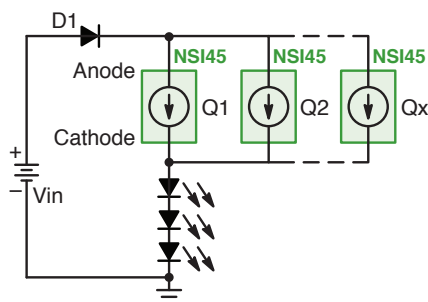 D1
NSI45 NSI45 NSI45
Anode
Q1 Q2 Qx
Cathode
+
– Vin